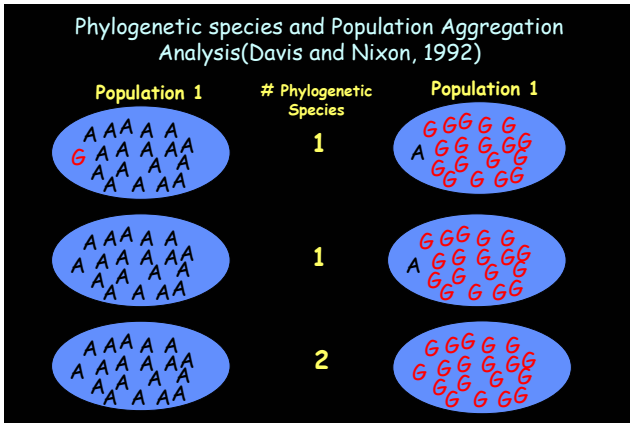 Phylogenetic species and Population Aggregation
Analysis(Davis and Nixon, 1992)
Population 1
# Phylogenetic
Species
Population 1
A A A A A
G A A A A A
A A A A
A A A A
1
G G G G G
A G G G G G
G G G G
G G G G
A A A A A
A A A A A A
A A A A
A A A A
1
G G G G G
A G G G G G
G G G G
G G G G
A A A A A
A A A A A A
A A A A
A A A A
2
G G G G G
G G G G G G
G G G G
G G G G